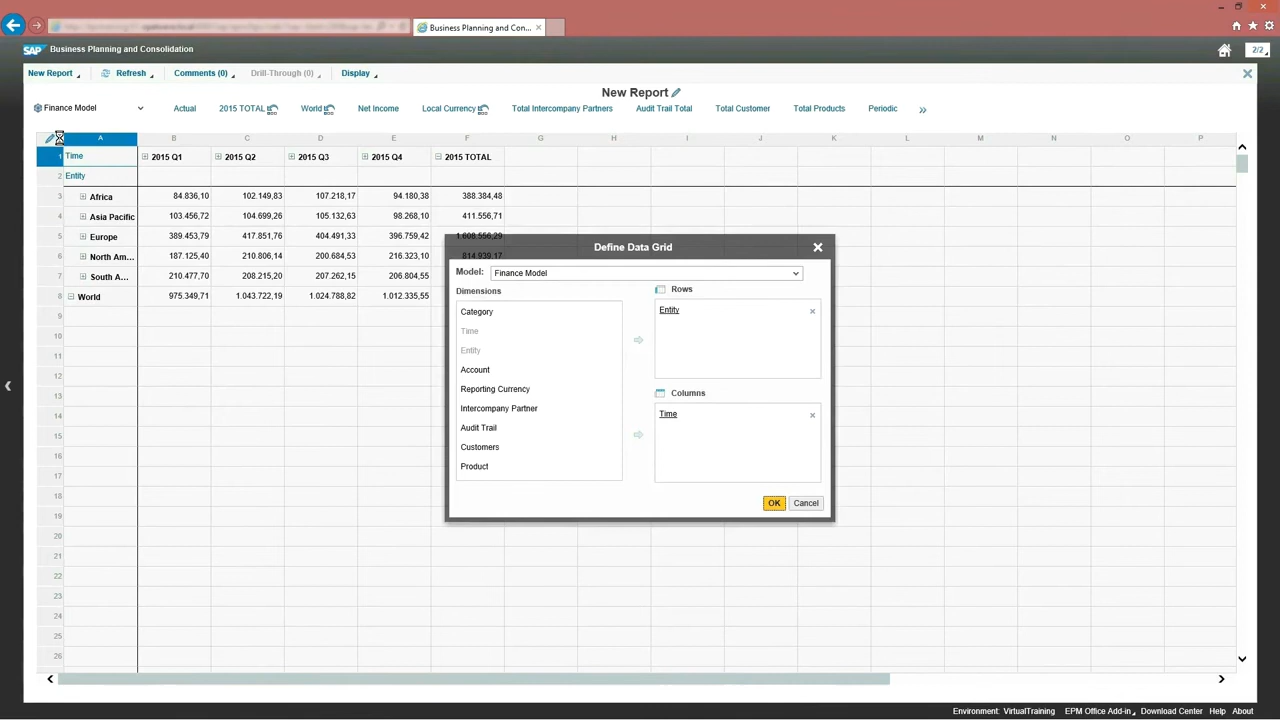 Business Planning and Con...
SAP Business Planning and Consolidation
2/2
New Report Refresh Comments (0) Drill-Through (0) Display
New Report
Finance Model Actual 2015 TOTAL World Net Income Local Currency Total Intercompany Partners Audit Trail Total Total Customer Total Products Periodic »
A B C D E F G H I J K L M N O P
1 Time 2015 Q1 2015 Q2 2015 Q3 2015 Q4 2015 TOTAL
2 Entity
3 Africa 84.836,10 102.149,83 107.218,17 94.180,38 388.384,48
4 Asia Pacific 103.456,72 104.699,26 105.132,63 98.268,10 411.556,71
5 Europe 389.453,79 417.851,76 404.491,33 396.759,42 1.608.556,29
6 North Am... 187.125,40 210.806,14 200.684,53 216.323,10 814.939,17
7 South A... 210.477,70 208.215,20 207.262,15 206.804,55
8 World 975.349,71 1.043.722,19 1.024.788,82 1.012.335,55
9
10
11
12
13
14
15
16
17
18
19
20
21
22
23
24
25
26
Define Data Grid
Model: Finance Model
Dimensions
Category
Time
Entity
Account
Reporting Currency
Intercompany Partner
Audit Trail
Customers
Product
Rows
Entity
Columns
Time
OK Cancel
Environment: VirtualTraining EPM Office Add-in Download Center Help About